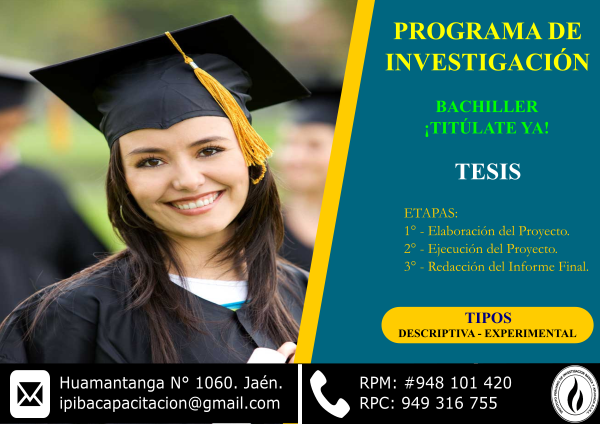 PROGRAMA DE
INVESTIGACIÓN
BACHILLER
¡TITÚLATE YA!
TESIS
ETAPAS:
1° - Elaboración del Proyecto.
2° - Ejecución del Proyecto.
3° - Redacción del Informe Final.
TIPOS
DESCRIPTIVA - EXPERIMENTAL
Huamantanga N° 1060. Jaén.
ipibacapacitacion@gmail.com
RPM: #948 101 420
RPC: 949 316 755